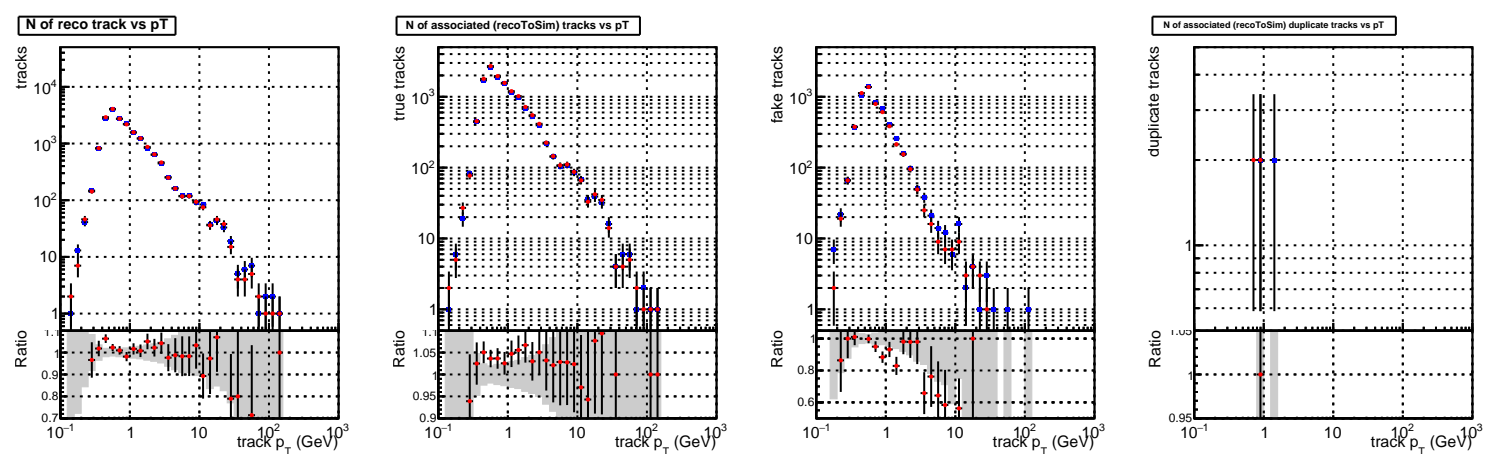 N of reco track vs pT
tracks
10^4
10^3
10^2
10
1
Ratio
1.1
1
0.9
0.8
0.7
10^-1 1 10 10^2 10^3
track p_T (GeV)
N of associated (recoToSim) tracks vs pT
true tracks
10^3
10^2
10
1
Ratio
1.1
1.05
1
0.95
0.9
10^-1 1 10 10^2 10^3
track p_T (GeV)
fake tracks
10^3
10^2
10
1
Ratio
1
0.8
0.6
10^-1 1 10 10^2 10^3
track p_T (GeV)
N of associated (recoToSim) duplicate tracks vs pT
duplicate tracks
1
Ratio
1.05
1
0.95
10^-1 1 10 10^2 10^3
track p_T (GeV)